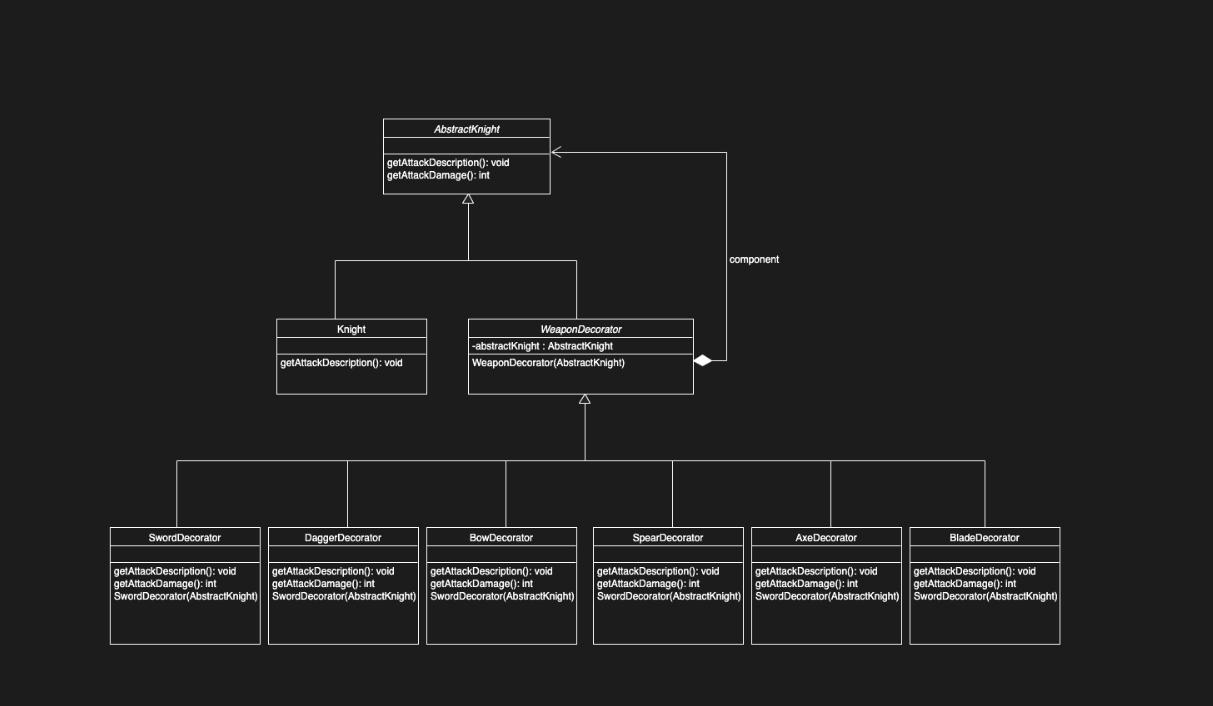 AbstractKnight
getAttackDescription(): void
getAttackDamage(): int
component
Knight
getAttackDescription(): void
WeaponDecorator
-abstractKnight : AbstractKnight
WeaponDecorator(AbstractKnight)
SwordDecorator
getAttackDescription(): void
getAttackDamage(): int
SwordDecorator(AbstractKnight)
DaggerDecorator
getAttackDescription(): void
getAttackDamage(): int
SwordDecorator(AbstractKnight)
BowDecorator
getAttackDescription(): void
getAttackDamage(): int
SwordDecorator(AbstractKnight)
SpearDecorator
getAttackDescription(): void
getAttackDamage(): int
SwordDecorator(AbstractKnight)
AxeDecorator
getAttackDescription(): void
getAttackDamage(): int
SwordDecorator(AbstractKnight)
BladeDecorator
getAttackDescription(): void
getAttackDamage(): int
SwordDecorator(AbstractKnight)